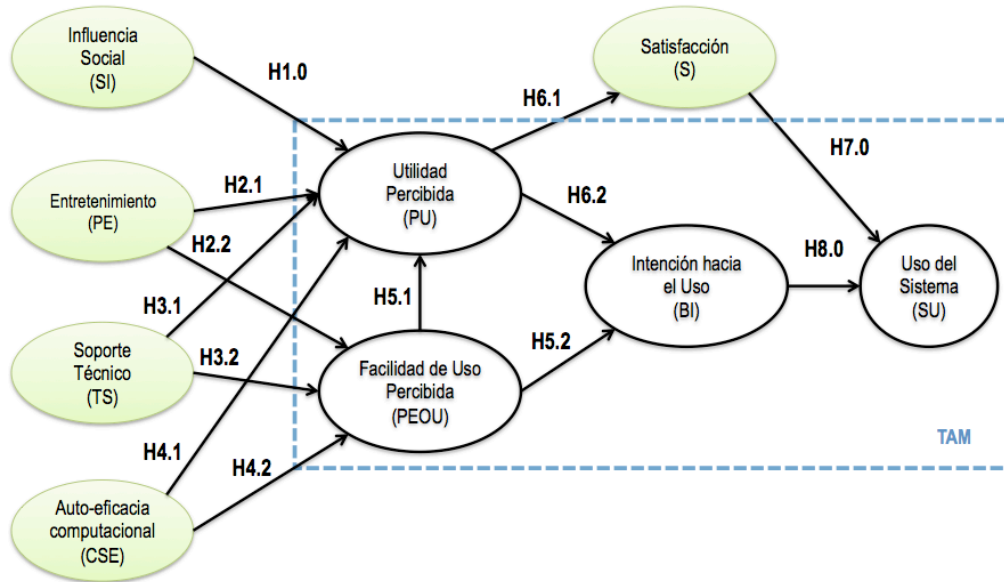 Influencia
Social
(SI)
H1.0
Satisfacción
(S)
H6.1
H7.0
Utilidad
Percibida
(PU)
Entretenimiento
(PE)
H2.1
H2.2
H6.2
Intención hacia
el Uso
(BI)
H8.0
Uso del
Sistema
(SU)
H3.1
H5.1
Soporte
Técnico
(TS)
H3.2
H5.2
Facilidad de Uso
Percibida
(PEOU)
TAM
H4.1
H4.2
Auto-eficacia
computacional
(CSE)